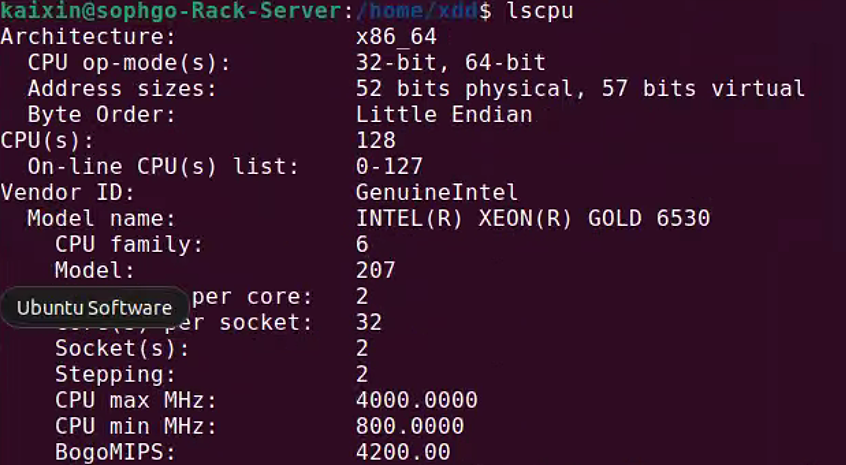 kaixin@sophgo-Rack-Server:/home/xdd$ lscpu
Architecture: x86_64
CPU op-mode(s): 32-bit, 64-bit
Address sizes: 52 bits physical, 57 bits virtual
Byte Order: Little Endian
CPU(s): 128
On-line CPU(s) list: 0-127
Vendor ID: GenuineIntel
Model name: INTEL(R) XEON(R) GOLD 6530
CPU family: 6
Model: 207
per core: 2
Ubuntu Software
per socket: 32
Socket(s): 2
Stepping: 2
CPU max MHz: 4000.0000
CPU min MHz: 800.0000
BogoMIPS: 4200.00